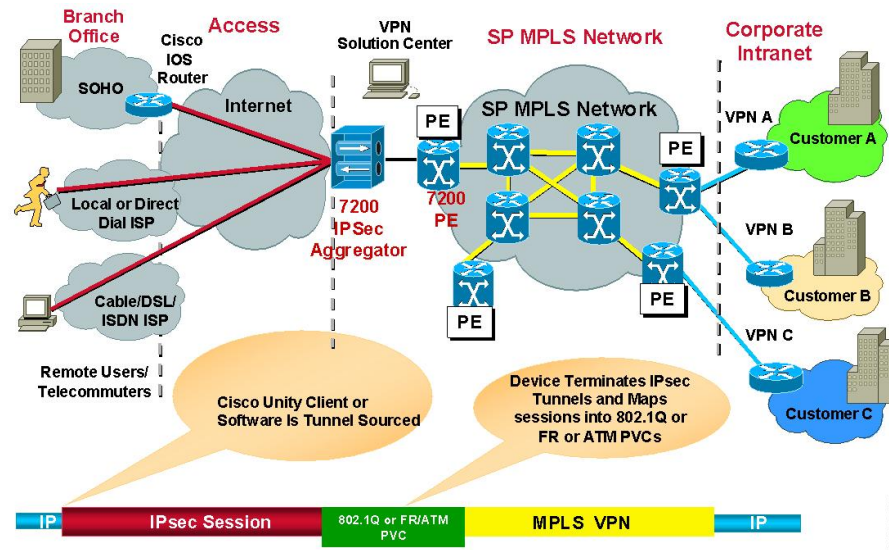 Branch
Office
Access
SP MPLS Network
Corporate
Intranet
Cisco
IOS
Router
VPN
Solution Center
SOHO
Internet
SP MPLS Network
PE
PE
VPN A
Customer A
Local or Direct
Dial ISP
7200
IPSec
Aggregator
7200
PE
VPN B
Customer B
Cable/DSL/
ISDN ISP
PE
PE
VPN C
Customer C
Remote Users/
Telecommuters
Cisco Unity Client or
Software Is Tunnel Sourced
Device Terminates IPsec
Tunnels and Maps
sessions into 802.1Q or
FR or ATM PVCs
IP
IPsec Session
802.1Q or FR/ATM
PVC
MPLS VPN
IP